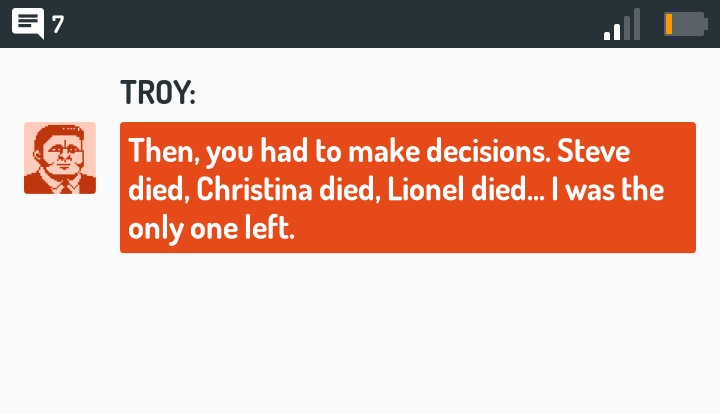 7
TROY:
Then, you had to make decisions. Steve
died, Christina died, Lionel died... I was the
only one left.